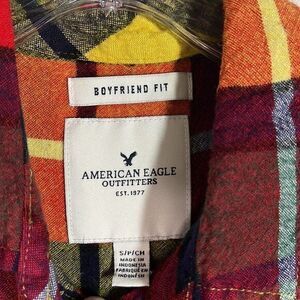 BOYFRIEND FIT
AMERICAN EAGLE
OUTFITTERS
EST. 1977
S/P/CH
MADE IN
INDONESIA
FABRIQUÉ EN
INDONÉSIE